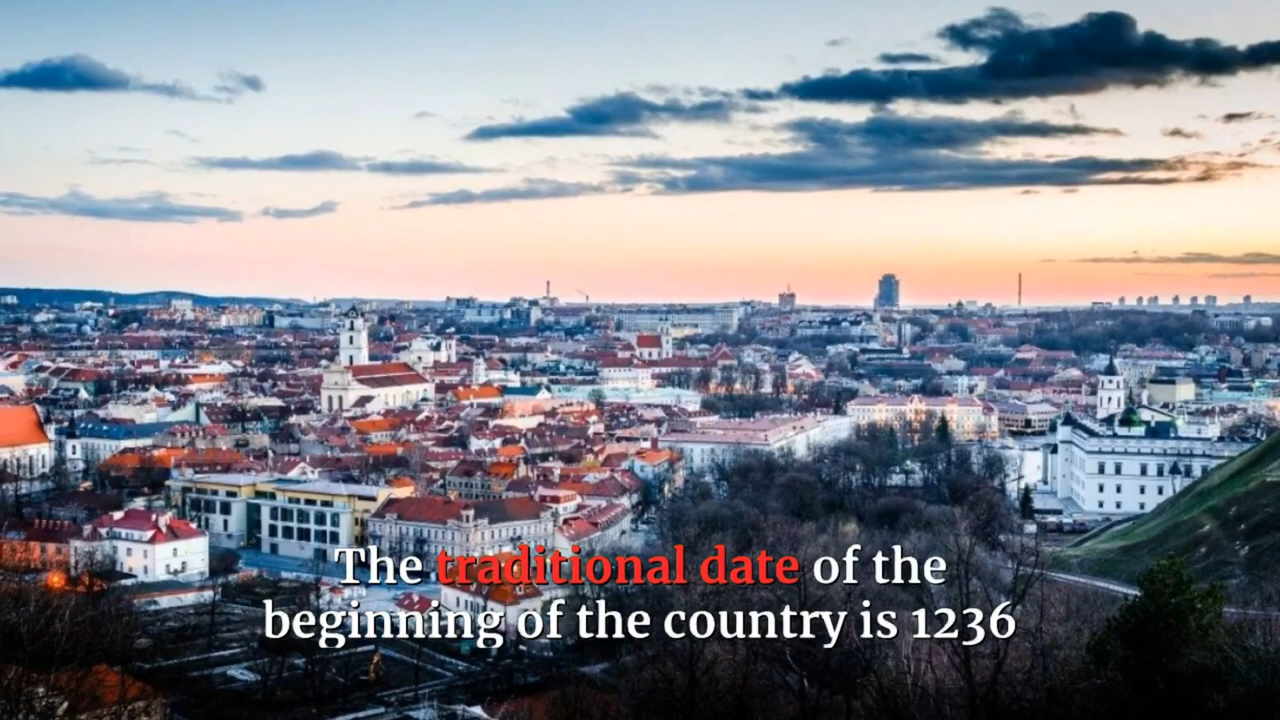 The traditional date of the
beginning of the country is 1236